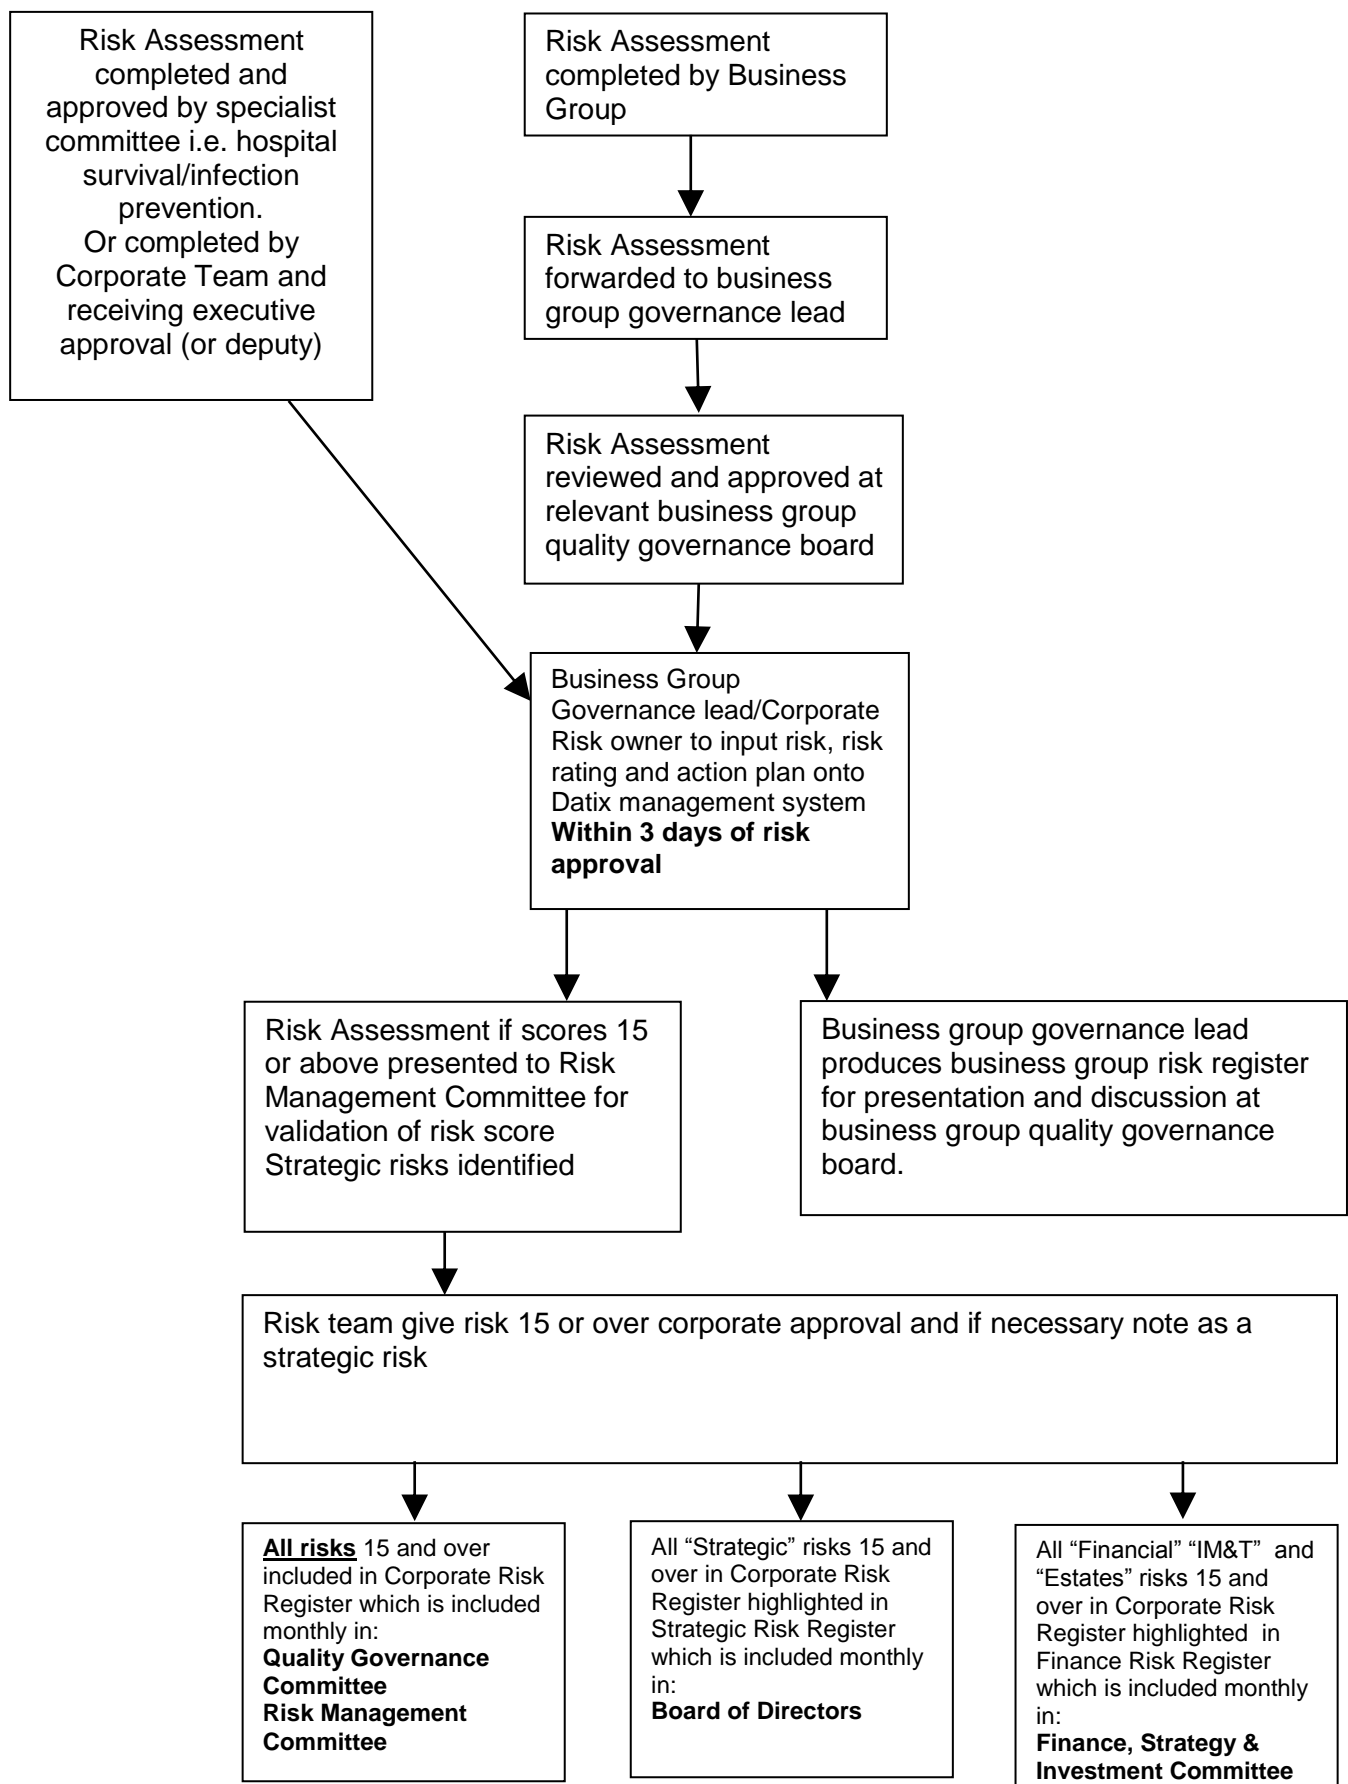 Risk Assessment
completed and
approved by specialist
committee i.e. hospital
survival/infection
prevention.
Or completed by
Corporate Team and
receiving executive
approval (or deputy)
Risk Assessment
completed by Business
Group
Risk Assessment
forwarded to business
group governance lead
Risk Assessment
reviewed and approved at
relevant business group
quality governance board
Business Group
Governance lead/Corporate
Risk owner to input risk, risk
rating and action plan onto
Datix management system
Within 3 days of risk
approval
Risk Assessment if scores 15
or above presented to Risk
Management Committee for
validation of risk score
Strategic risks identified
Business group governance lead
produces business group risk register
for presentation and discussion at
business group quality governance
board.
Risk team give risk 15 or over corporate approval and if necessary note as a
strategic risk
All risks 15 and over
included in Corporate Risk
Register which is included
monthly in:
Quality Governance
Committee
Risk Management
Committee
All “Strategic” risks 15 and
over in Corporate Risk
Register highlighted in
Strategic Risk Register
which is included monthly
in:
Board of Directors
All “Financial” “IM&T” and
“Estates” risks 15 and
over in Corporate Risk
Register highlighted in
Finance Risk Register
which is included monthly
in:
Finance, Strategy &
Investment Committee